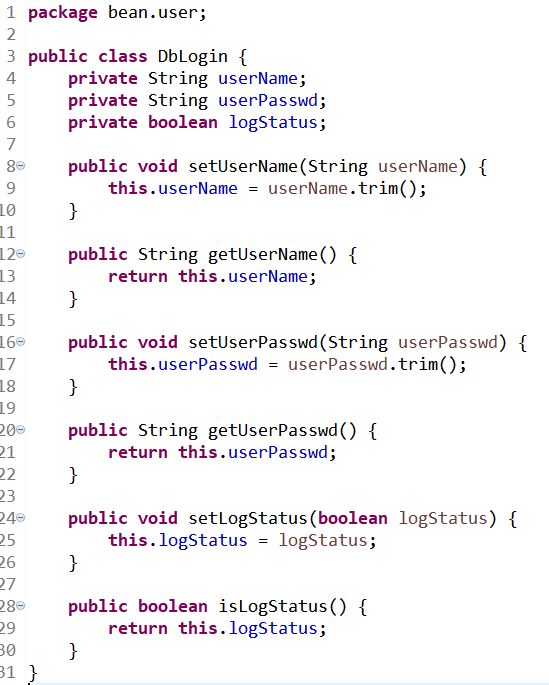 1 package bean.user;
2
3 public class DbLogin {
4     private String userName;
5     private String userPasswd;
6     private boolean logStatus;
7
8     public void setUserName(String userName) {
9         this.userName = userName.trim();
10     }
11
12     public String getUserName() {
13         return this.userName;
14     }
15
16     public void setUserPasswd(String userPasswd) {
17         this.userPasswd = userPasswd.trim();
18     }
19
20     public String getUserPasswd() {
21         return this.userPasswd;
22     }
23
24     public void setLogStatus(boolean logStatus) {
25         this.logStatus = logStatus;
26     }
27
28     public boolean isLogStatus() {
29         return this.logStatus;
30     }
31 }